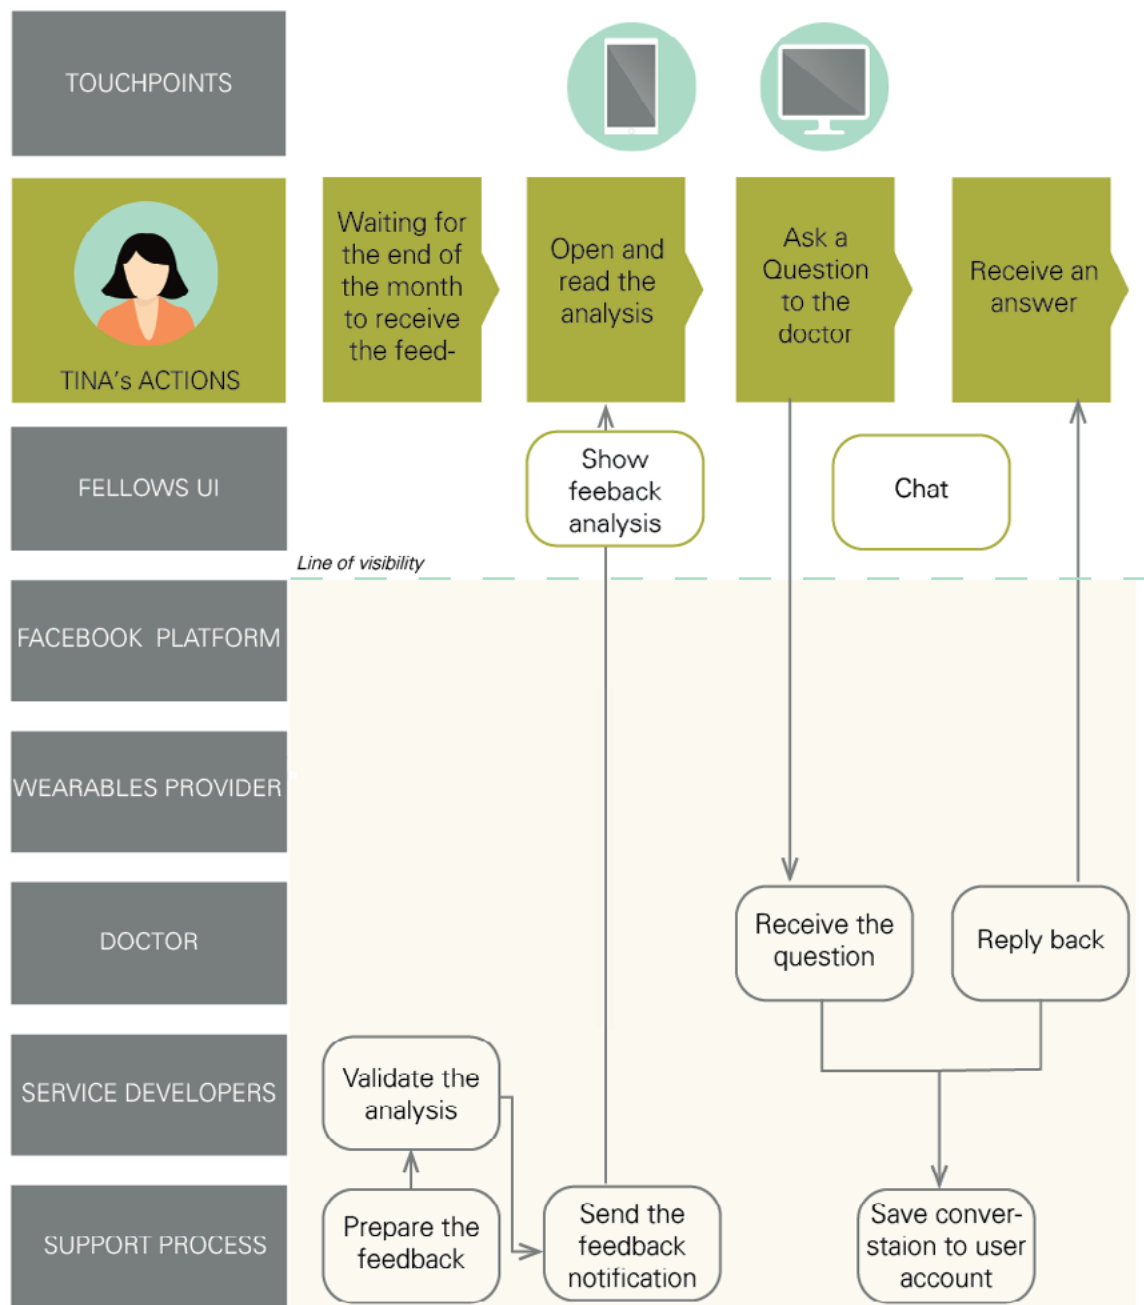 TOUCHPOINTS
Waiting for
the end of
the month
to receive
the feed-
Open and
read the
analysis
Ask a
Question
to the
doctor
Receive an
answer
TINA's ACTIONS
FELLOWS UI
Show
feeback
analysis
Chat
Line of visibility
FACEBOOK PLATFORM
WEARABLES PROVIDER
DOCTOR
Receive the
question
Reply back
SERVICE DEVELOPERS
Validate the
analysis
SUPPORT PROCESS
Prepare the
feedback
Send the
feedback
notification
Save conver-
staion to user
account